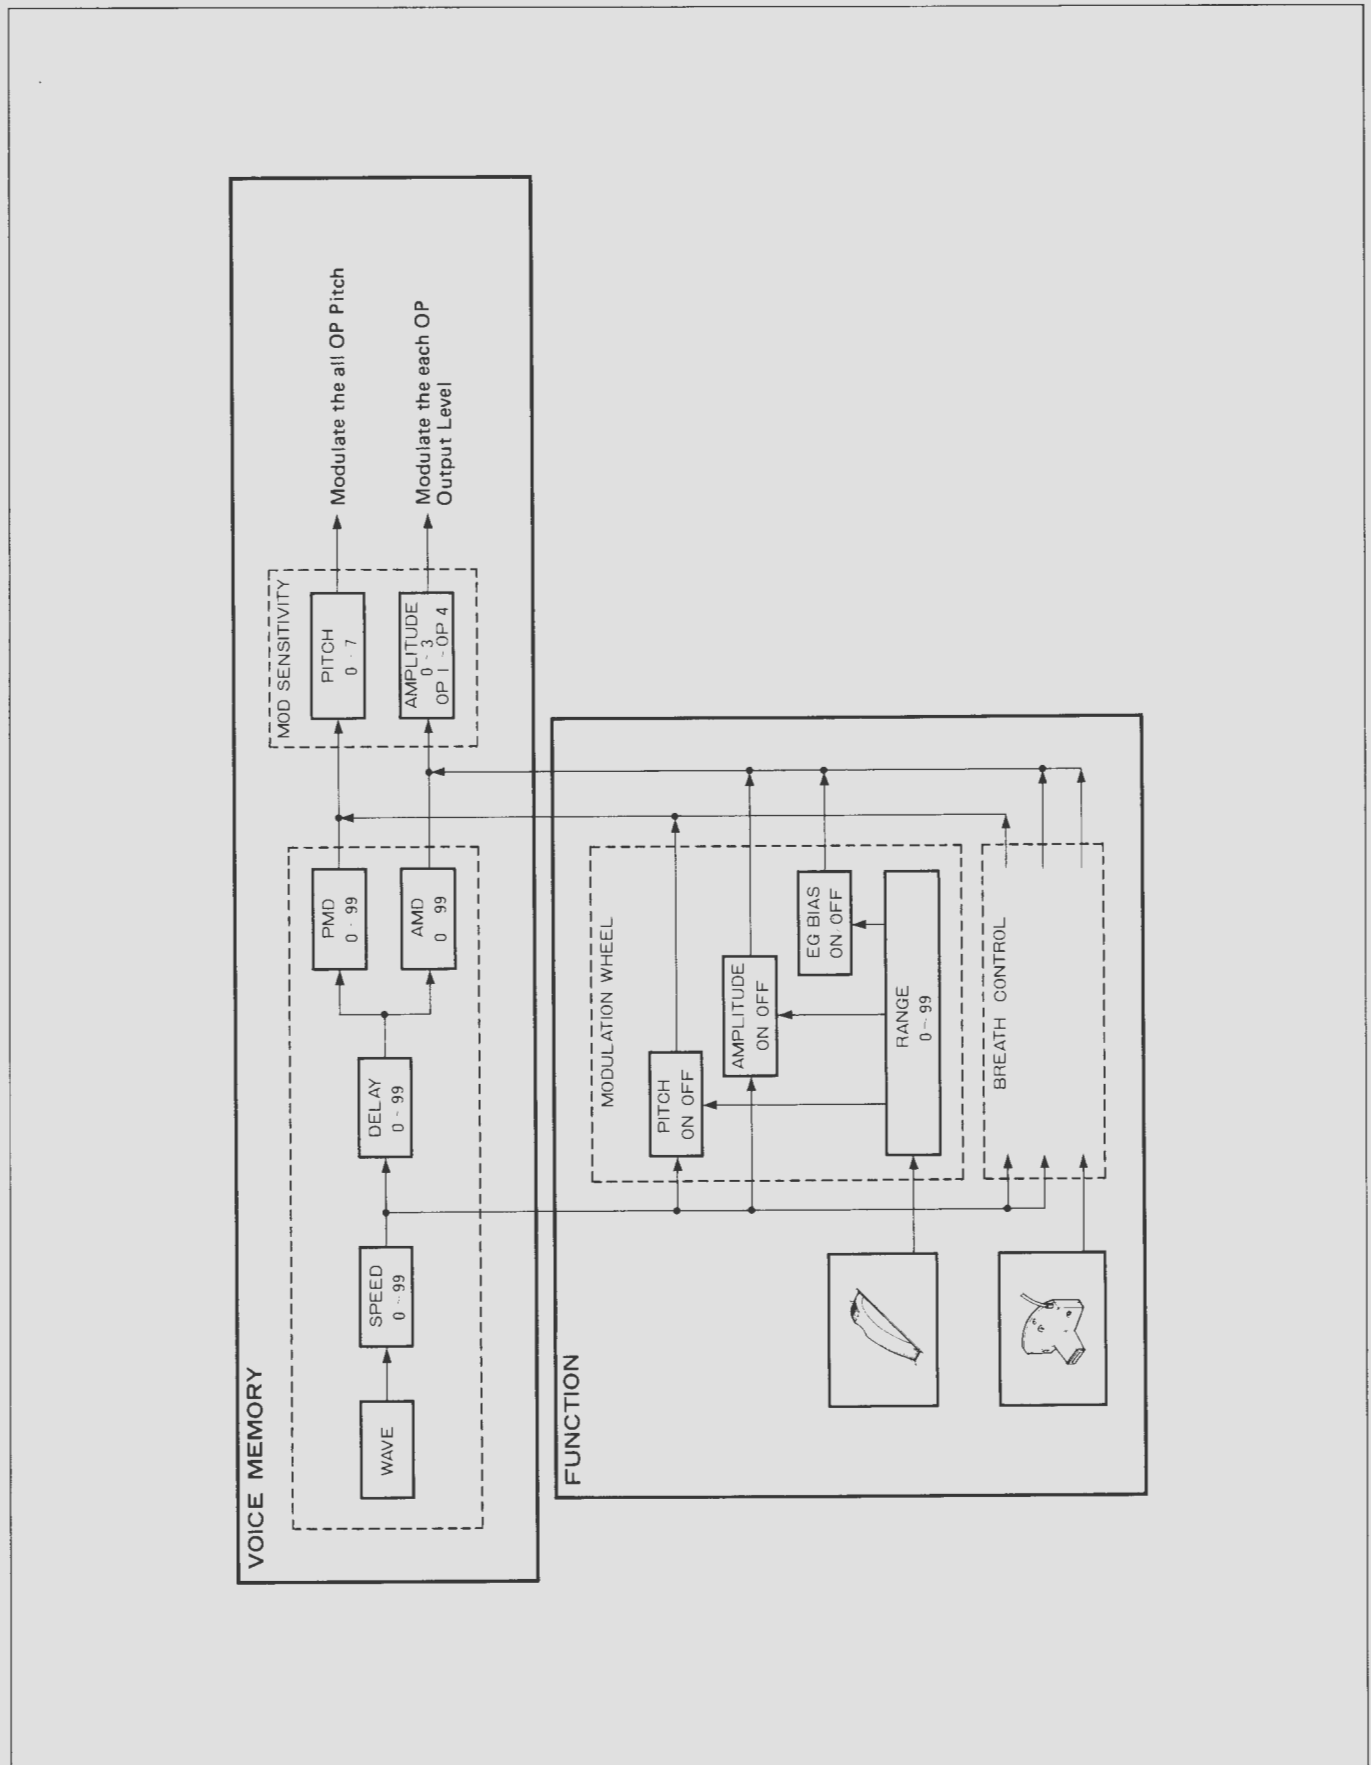 VOICE MEMORY
WAVE
SPEED
0 ~ 99
DELAY
0 ~ 99
PMD
0 · 99
AMD
0 99
MOD SENSITIVITY
PITCH
0 · 7
AMPLITUDE
0 ~ 3
OP 1 ~ OP 4
Modulate the all OP Pitch
Modulate the each OP
Output Level
FUNCTION
MODULATION WHEEL
PITCH
ON OFF
AMPLITUDE
ON OFF
EG BIAS
ON· OFF
RANGE
0 ~ 99
BREATH CONTROL